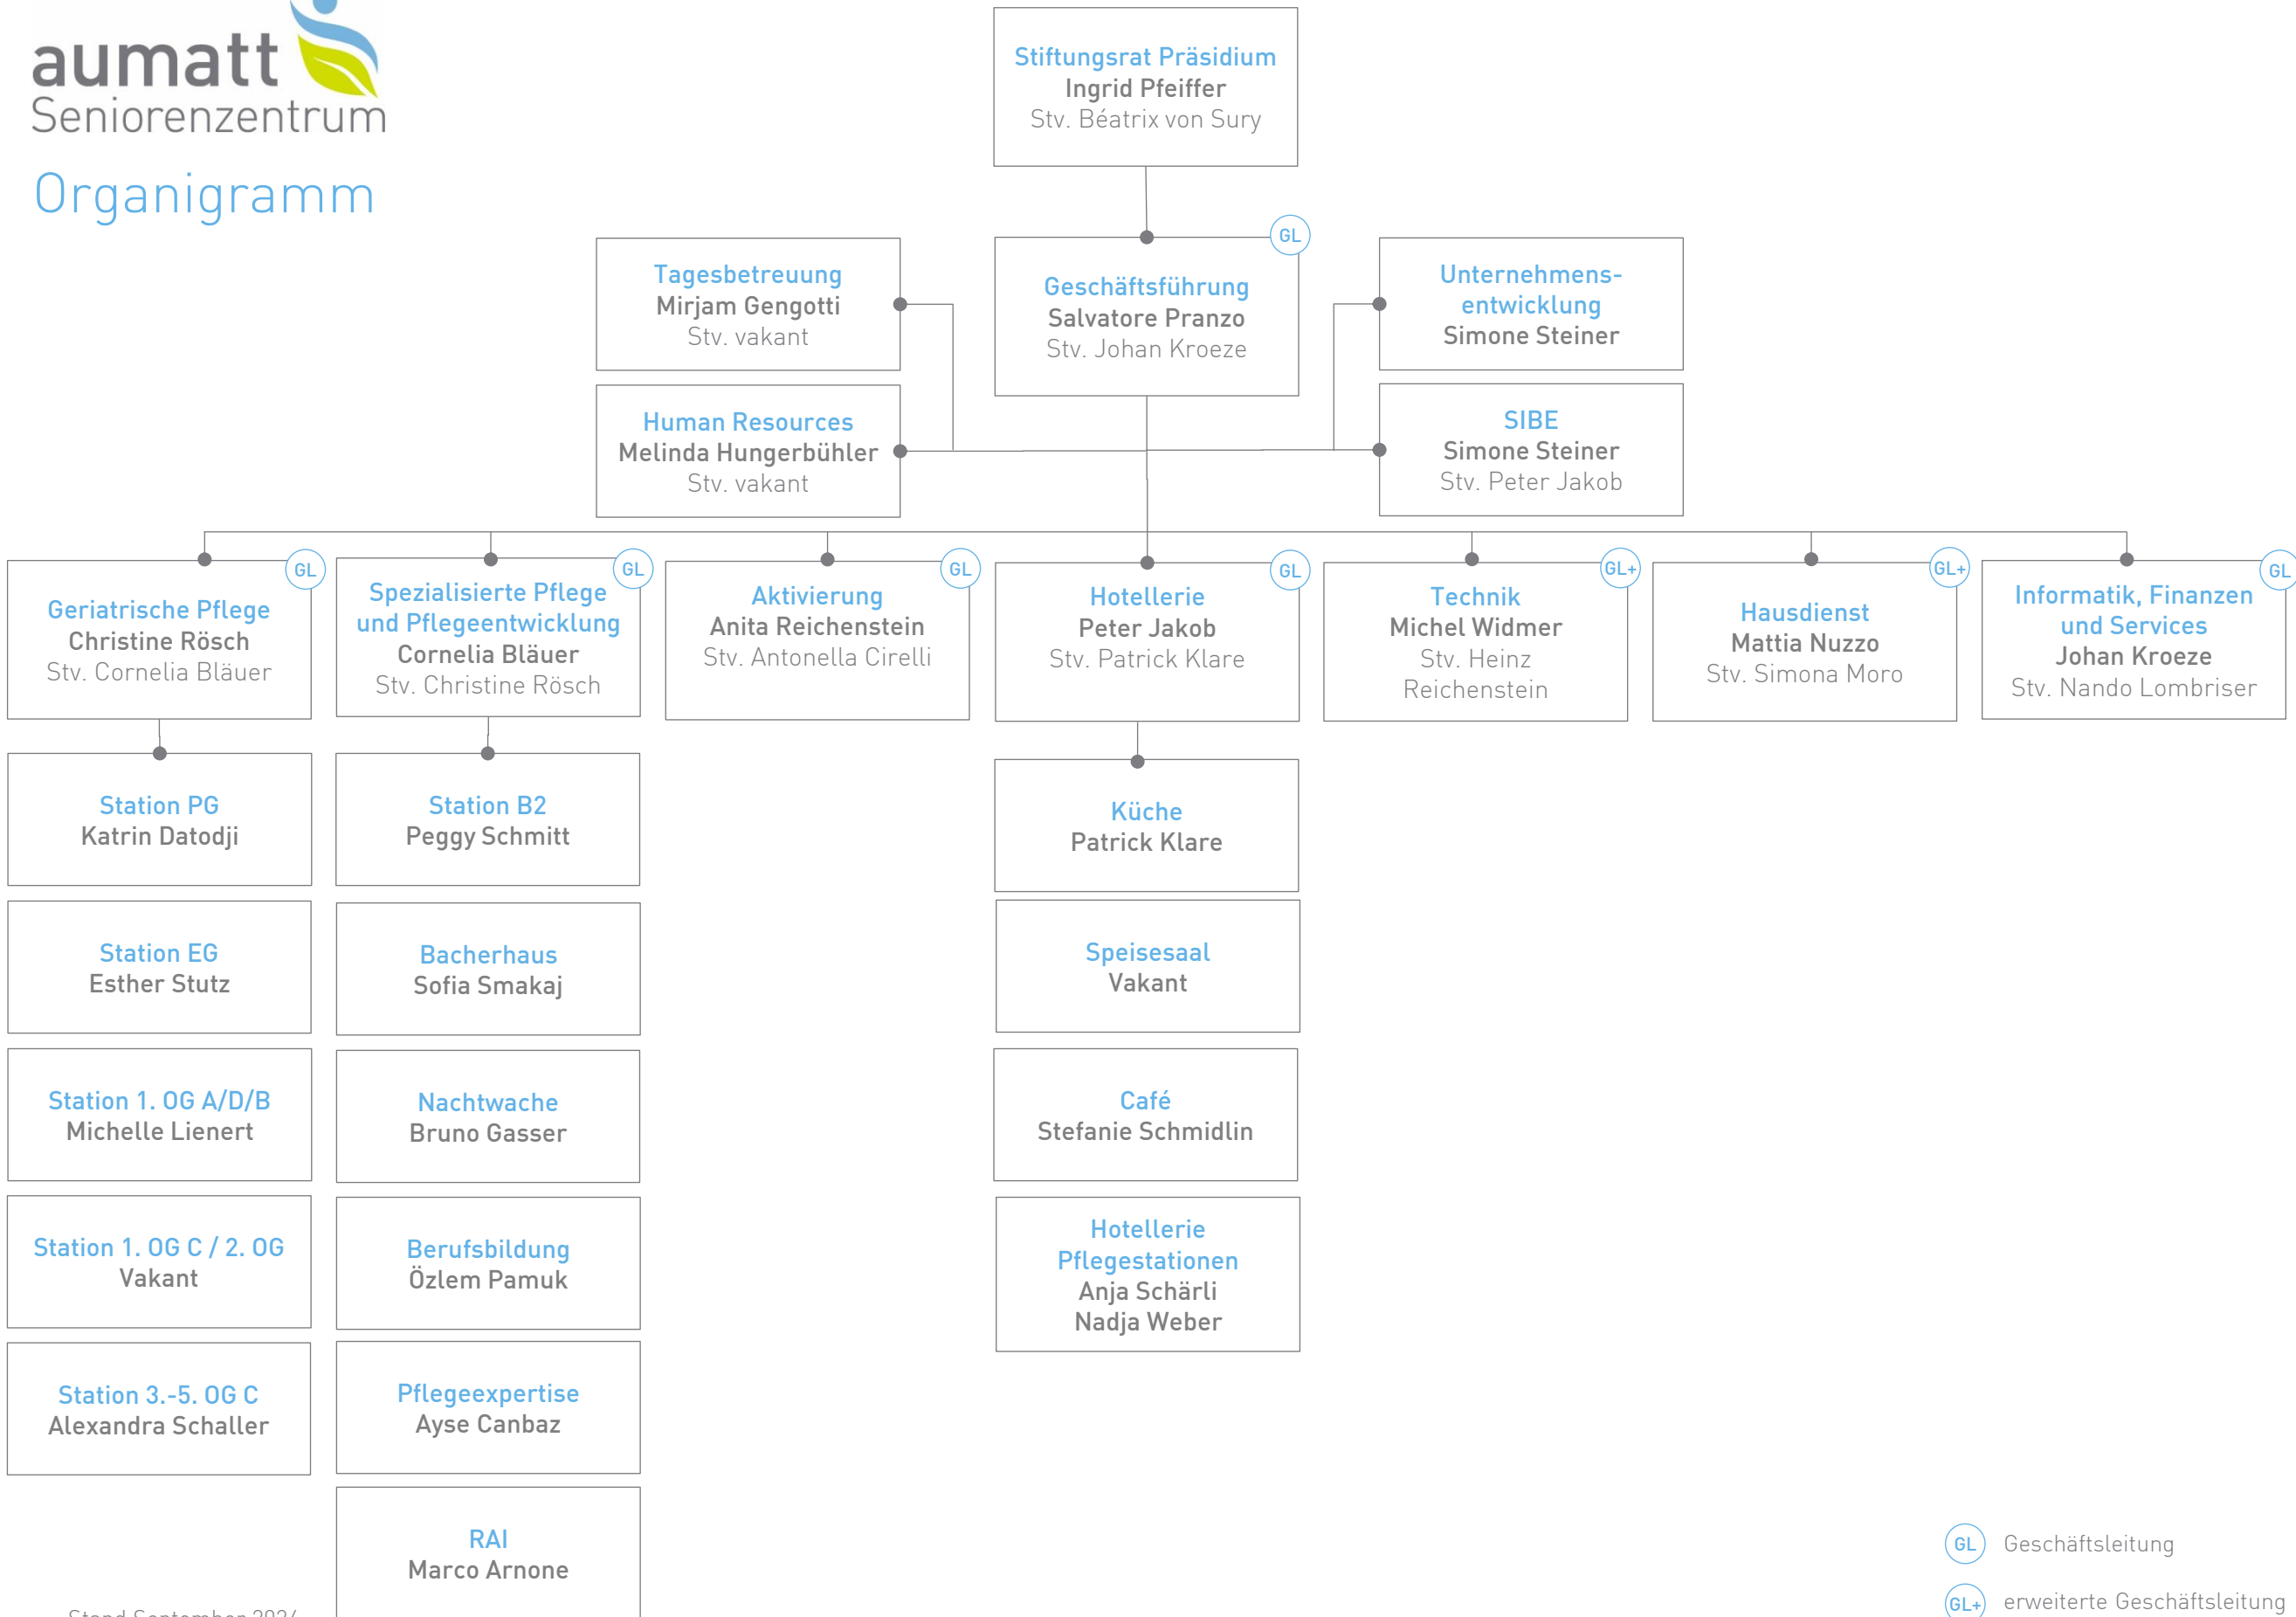 aumatt
Seniorenzentrum
Organigramm
Stiftungsrat Präsidium
Ingrid Pfeiffer
Stv. Béatrix von Sury
GL
Tagesbetreuung
Mirjam Gengotti
Stv. vakant
Geschäftsführung
Salvatore Pranzo
Stv. Johan Kroeze
Unternehmens-
entwicklung
Simone Steiner
Human Resources
Melinda Hungerbühler
Stv. vakant
SIBE
Simone Steiner
Stv. Peter Jakob
GL
Geriatrische Pflege
Christine Rösch
Stv. Cornelia Bläuer
GL
Spezialisierte Pflege
und Pflegeentwicklung
Cornelia Bläuer
Stv. Christine Rösch
GL
Aktivierung
Anita Reichenstein
Stv. Antonella Cirelli
GL
Hotellerie
Peter Jakob
Stv. Patrick Klare
GL+
Technik
Michel Widmer
Stv. Heinz
Reichenstein
GL+
Hausdienst
Mattia Nuzzo
Stv. Simona Moro
GL
Informatik, Finanzen
und Services
Johan Kroeze
Stv. Nando Lombriser
Station PG
Katrin Datodji
Station EG
Esther Stutz
Station 1. OG A/D/B
Michelle Lienert
Station 1. OG C / 2. OG
Vakant
Station 3.-5. OG C
Alexandra Schaller
Station B2
Peggy Schmitt
Bacherhaus
Sofia Smakaj
Nachtwache
Bruno Gasser
Berufsbildung
Özlem Pamuk
Pflegeexpertise
Ayse Canbaz
RAI
Marco Arnone
Küche
Patrick Klare
Speisesaal
Vakant
Café
Stefanie Schmidlin
Hotellerie
Pflegestationen
Anja Schärli
Nadja Weber
GL Geschäftsleitung
GL+ erweiterte Geschäftsleitung
Stand September